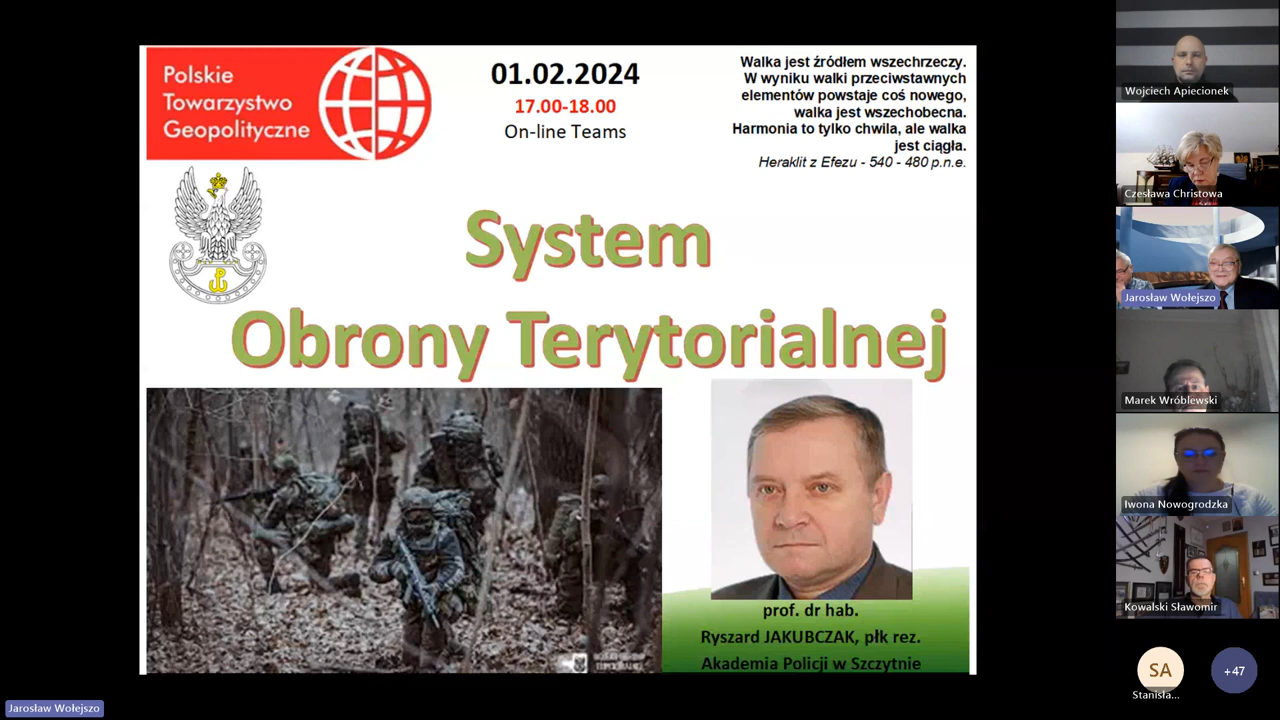 Polskie
Towarzystwo
Geopolityczne
01.02.2024
17.00-18.00
On-line Teams
Walka jest źródłem wszechrzeczy.
W wyniku walki przeciwstawnych
elementów powstaje coś nowego,
walka jest wszechobecna.
Harmonia to tylko chwila, ale walka
jest ciągła.
Heraklit z Efezu - 540 - 480 p.n.e.
System
Obrony Terytorialnej
prof. dr hab.
Ryszard JAKUBCZAK, płk rez.
Akademia Policji w Szczytnie
Wojciech Apiecionek
Czesława Christowa
Jarosław Wołejszo
Marek Wróblewski
Iwona Nowogrodzka
Kowalski Sławomir
SA
Stanisła...
+47
Jarosław Wołejszo